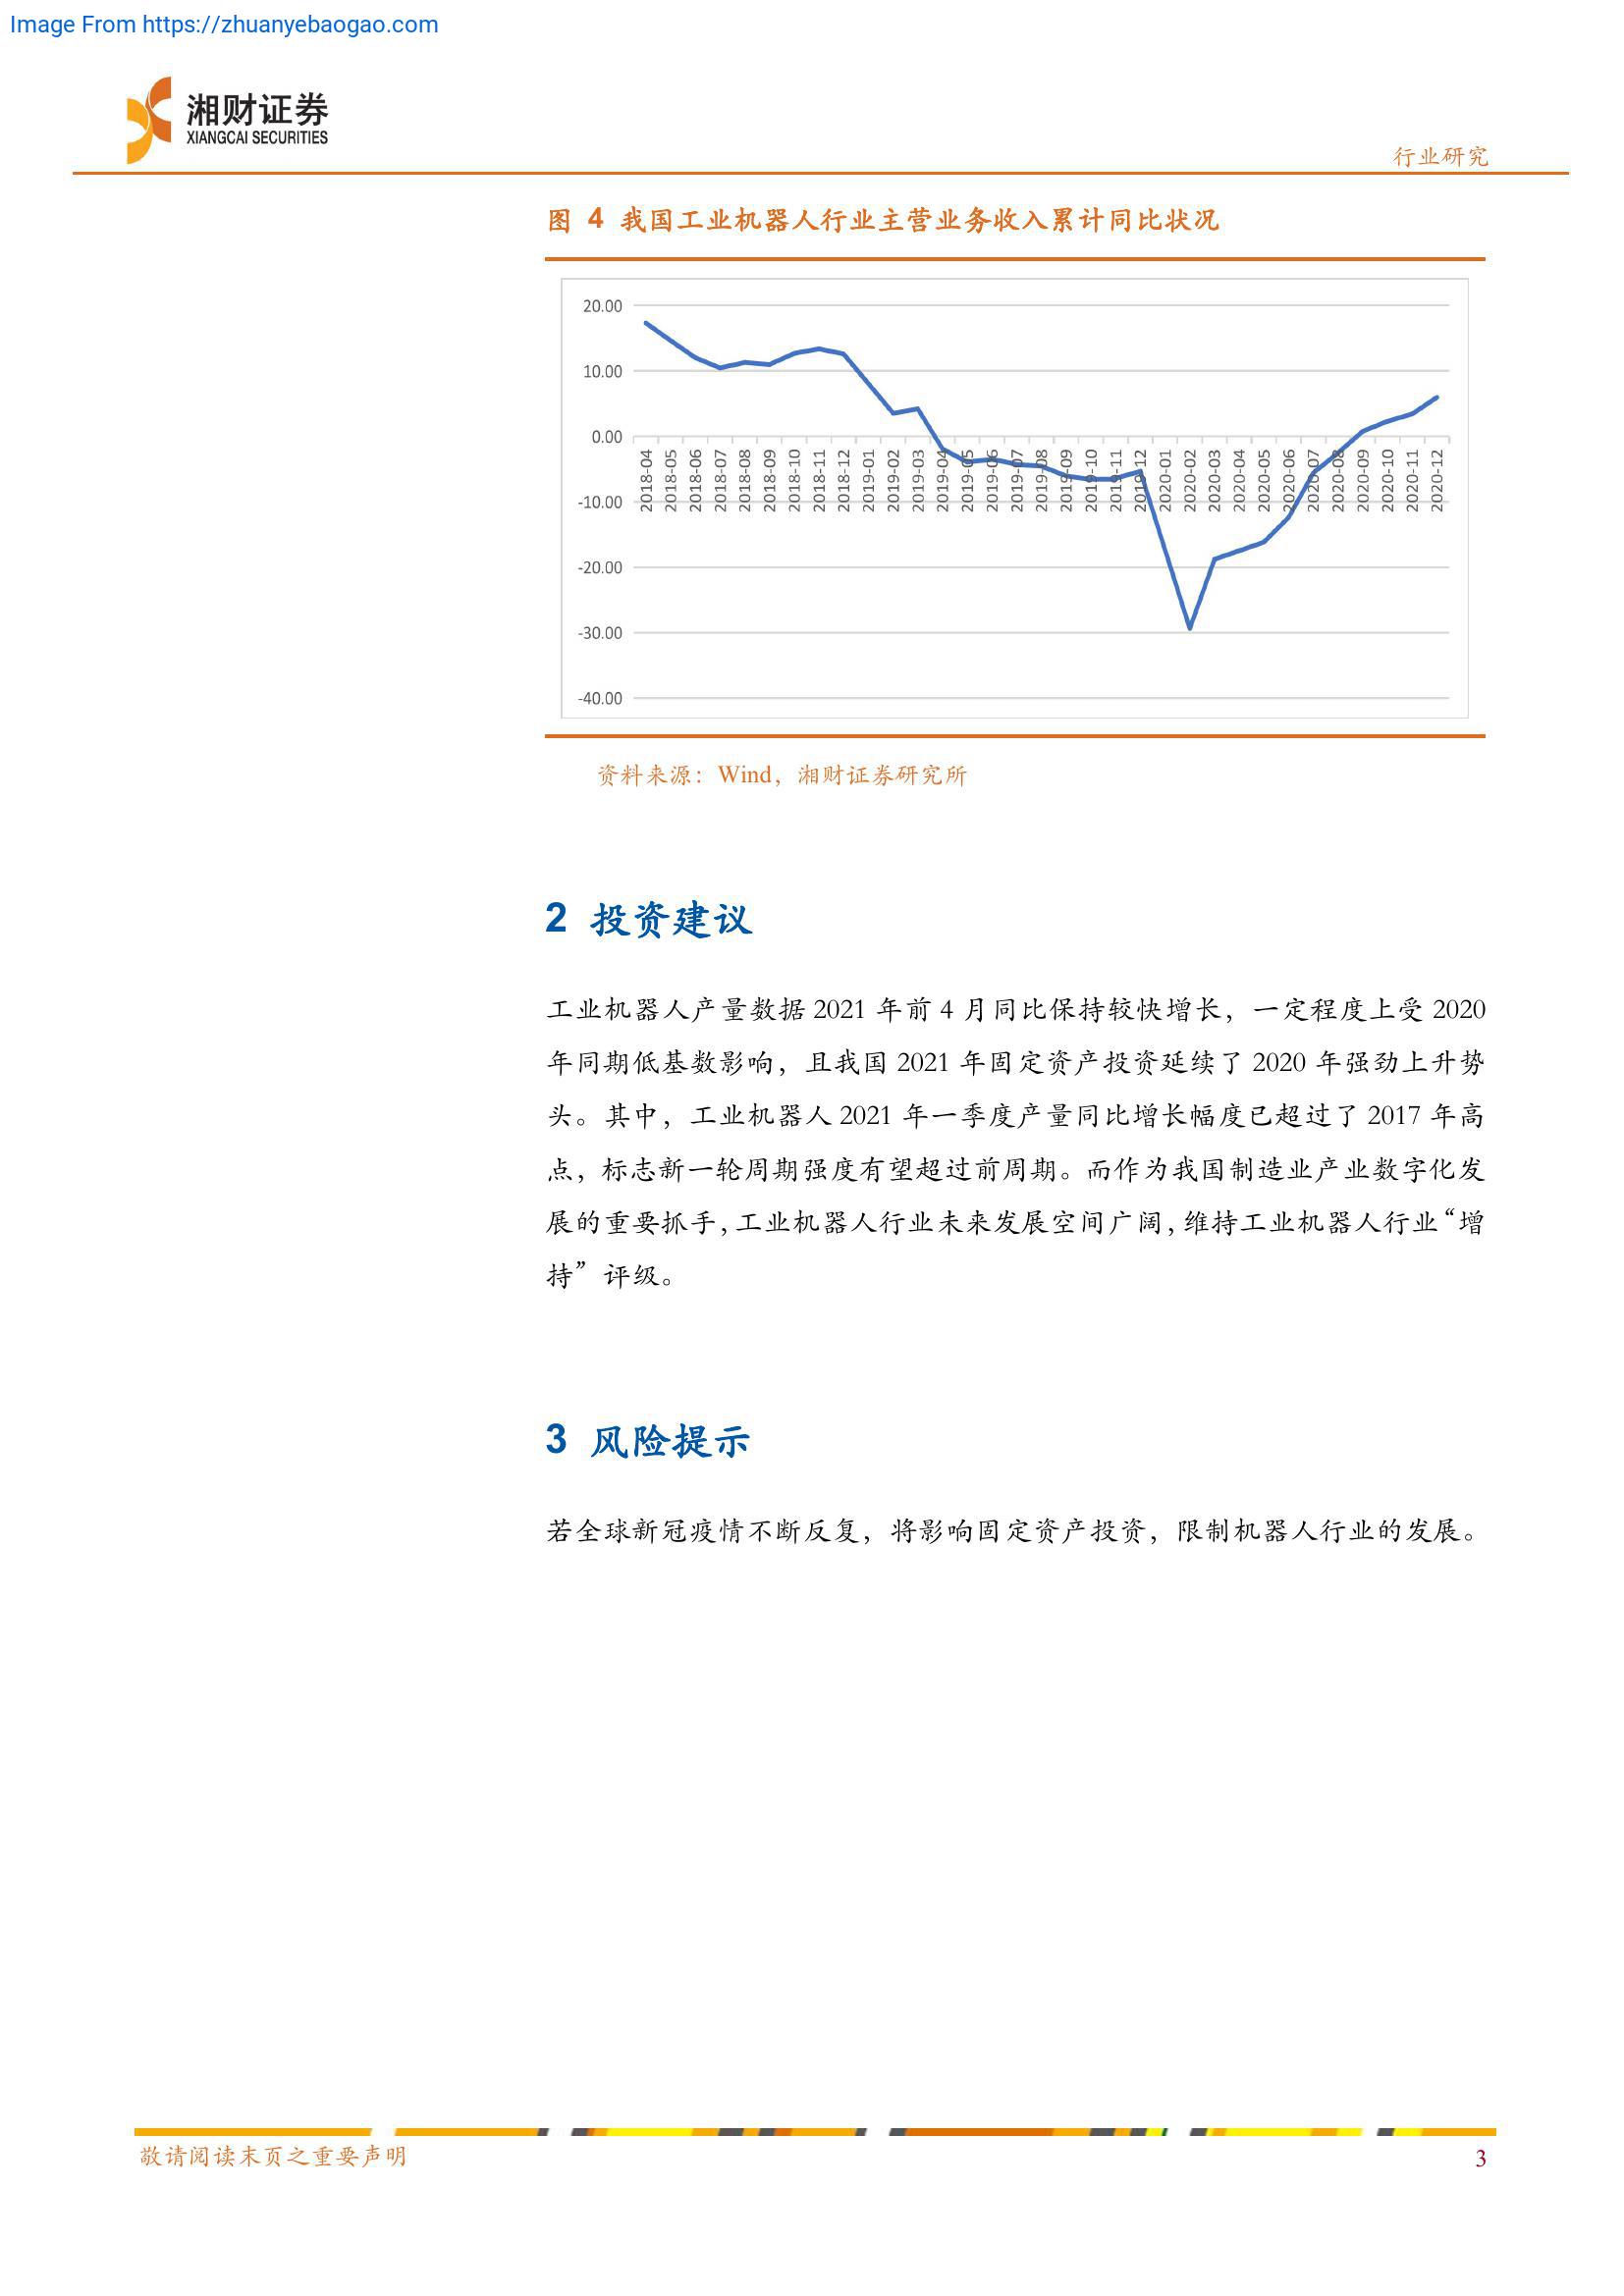 Image From https://zhuanyebaogao.com
湘财证券
XIANGCAI SECURITIES
行业研究
图 4 我国工业机器人行业主营业务收入累计同比状况
20.00
10.00
0.00
-10.00
-20.00
-30.00
-40.00
2018-04
2018-05
2018-06
2018-07
2018-08
2018-09
2018-10
2018-11
2018-12
2019-01
2019-02
2019-03
2019-04
2019-05
2019-06
2019-07
2019-08
2019-09
2019-10
2019-11
2019-12
2020-01
2020-02
2020-03
2020-04
2020-05
2020-06
2020-07
2020-08
2020-09
2020-10
2020-11
2020-12
资料来源：Wind，湘财证券研究所
2 投资建议
工业机器人产量数据 2021 年前 4 月同比保持较快增长，一定程度上受 2020
年同期低基数影响，且我国 2021 年固定资产投资延续了 2020 年强劲上升势
头。其中，工业机器人 2021 年一季度产量同比增长幅度已超过了 2017 年高
点，标志新一轮周期强度有望超过前周期。而作为我国制造业产业数字化发
展的重要抓手，工业机器人行业未来发展空间广阔，维持工业机器人行业“增
持”评级。
3 风险提示
若全球新冠疫情不断反复，将影响固定资产投资，限制机器人行业的发展。
敬请阅读末页之重要声明
3